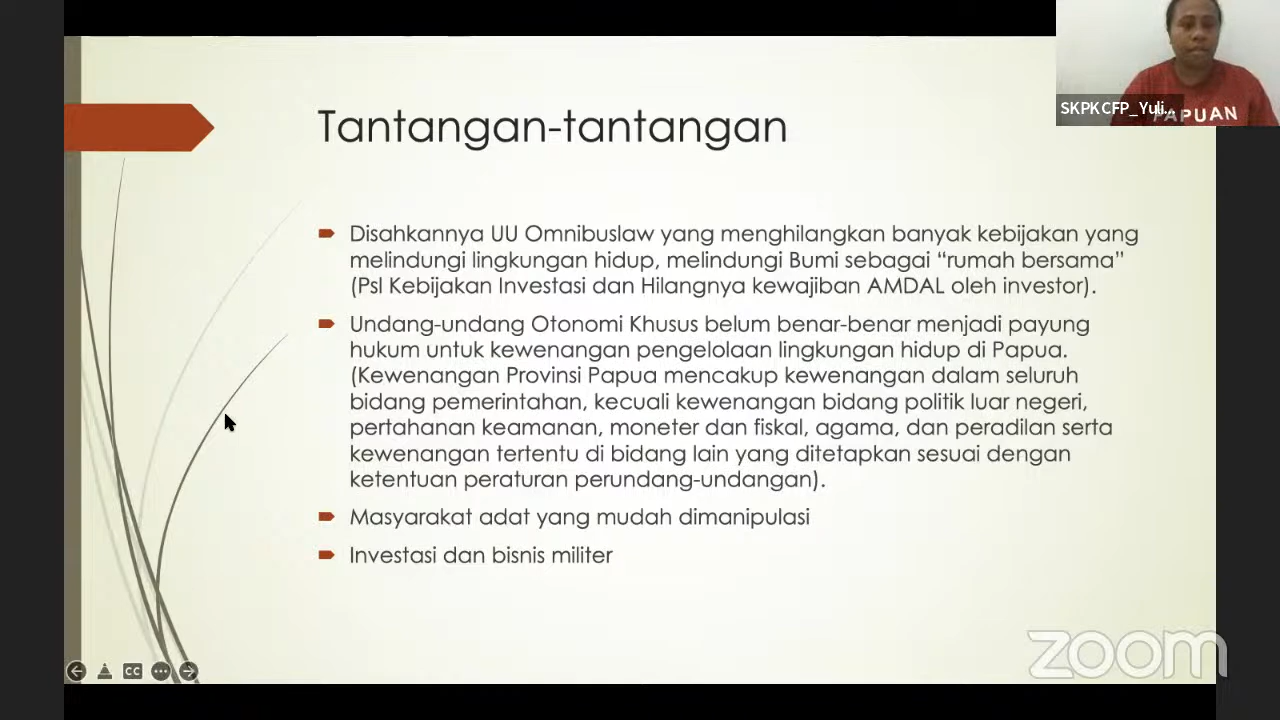 Tantangan-tantangan
Disahkannya UU Omnibuslaw yang menghilangkan banyak kebijakan yang
melindungi lingkungan hidup, melindungi Bumi sebagai “rumah bersama”
(Psl Kebijakan Investasi dan Hilangnya kewajiban AMDAL oleh investor).
Undang-undang Otonomi Khusus belum benar-benar menjadi payung
hukum untuk kewenangan pengelolaan lingkungan hidup di Papua.
(Kewenangan Provinsi Papua mencakup kewenangan dalam seluruh
bidang pemerintahan, kecuali kewenangan bidang politik luar negeri,
pertahanan keamanan, moneter dan fiskal, agama, dan peradilan serta
kewenangan tertentu di bidang lain yang ditetapkan sesuai dengan
ketentuan peraturan perundang-undangan).
Masyarakat adat yang mudah dimanipulasi
Investasi dan bisnis militer
SKPKCFP_Yuli...
PAPUAN
CC
zoom